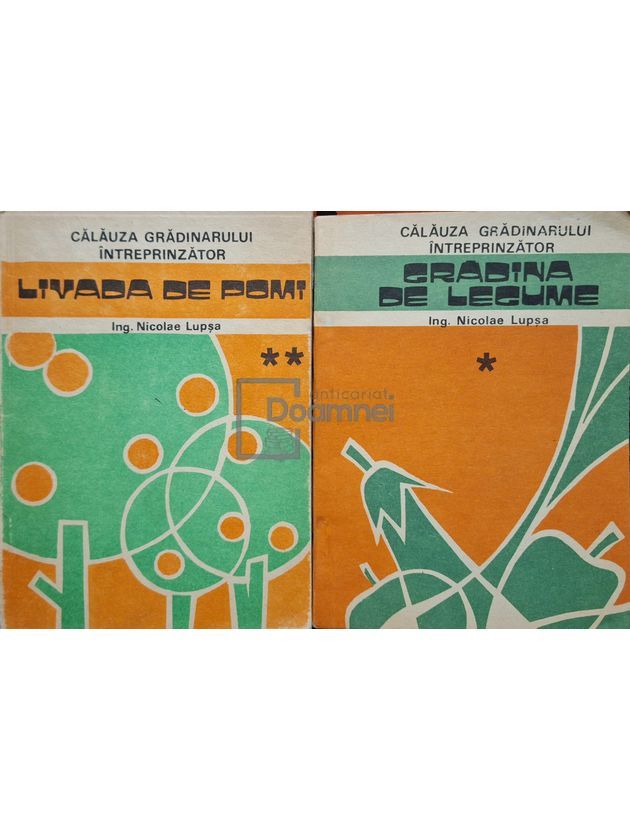 CĂLĂUZA GRĂDINARULUI
ÎNTREPRINZĂTOR
LIVADA DE POMI
Ing. Nicolae Lupșa
**
CĂLĂUZA GRĂDINARULUI
ÎNTREPRINZĂTOR
GRĂDINA
DE LEGUME
Ing. Nicolae Lupșa
*
anticariat
Doamnei